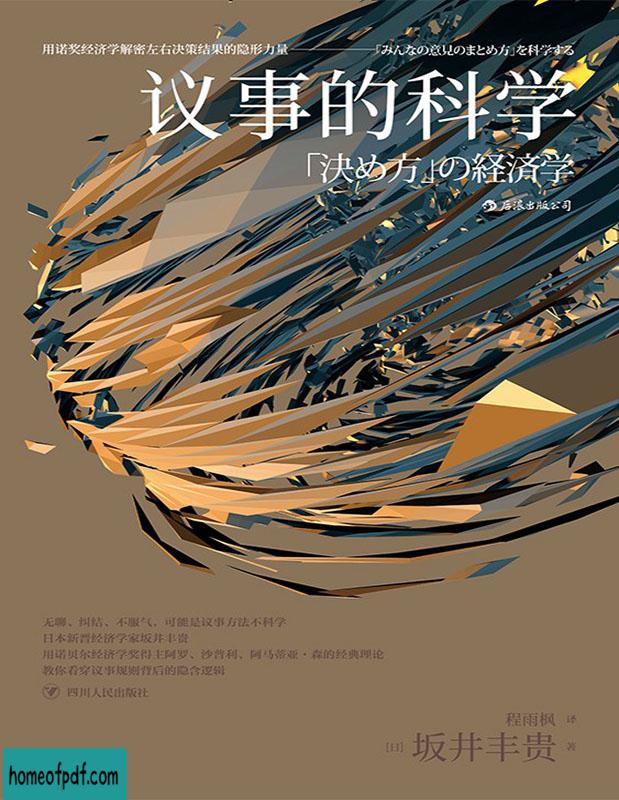 用诺奖经济学解密左右决策结果的隐形力量————「みんなの意見のまとめ方」を科学する
议事的科学
「決め方」の経済学
后浪出版公司
无聊、纠结、不服气,可能是议事方法不科学
日本新晋经济学家坂井丰贵
用诺贝尔经济学奖得主阿罗、沙普利、阿马蒂亚·森的经典理论
教你看穿议事规则背后的隐含逻辑
四川人民出版社
程雨枫 译
[日] 坂井丰贵 著
homeofpdf.com